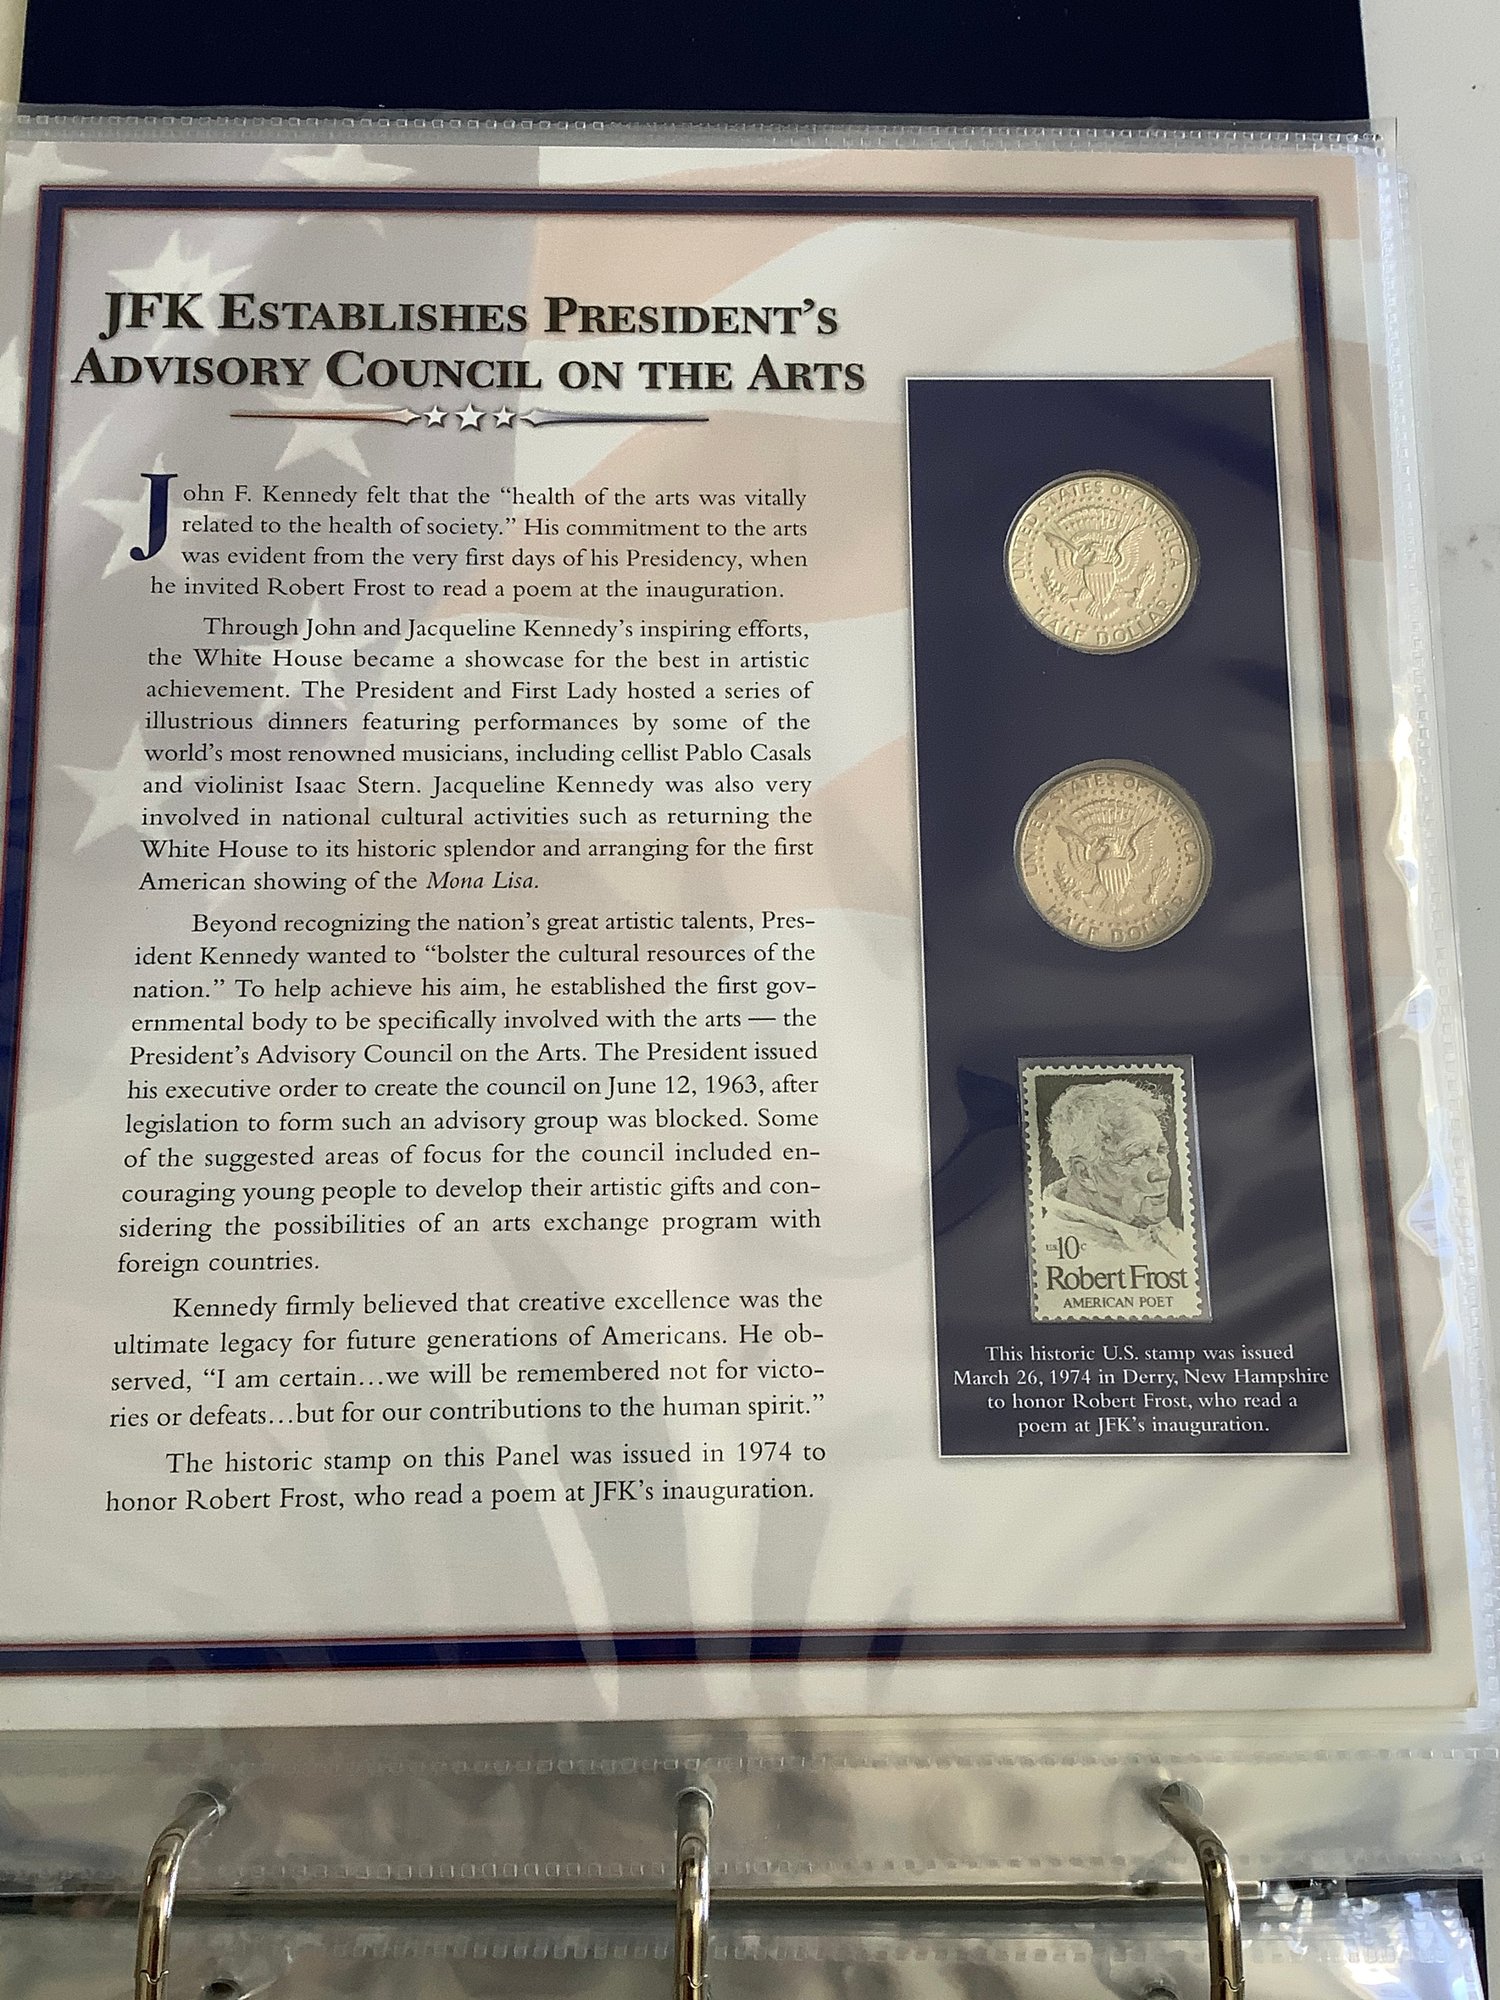 JFK Establishes President's
Advisory Council on the Arts
John F. Kennedy felt that the “health of the arts was vitally
related to the health of society.” His commitment to the arts
was evident from the very first days of his Presidency, when
he invited Robert Frost to read a poem at the inauguration.
Through John and Jacqueline Kennedy’s inspiring efforts,
the White House became a showcase for the best in artistic
achievement. The President and First Lady hosted a series of
illustrious dinners featuring performances by some of the
world’s most renowned musicians, including cellist Pablo Casals
and violinist Isaac Stern. Jacqueline Kennedy was also very
involved in national cultural activities such as returning the
White House to its historic splendor and arranging for the first
American showing of the Mona Lisa.
Beyond recognizing the nation’s great artistic talents, Pres-
ident Kennedy wanted to “bolster the cultural resources of the
nation.” To help achieve his aim, he established the first gov-
ernmental body to be specifically involved with the arts — the
President’s Advisory Council on the Arts. The President issued
his executive order to create the council on June 12, 1963, after
legislation to form such an advisory group was blocked. Some
of the suggested areas of focus for the council included en-
couraging young people to develop their artistic gifts and con-
sidering the possibilities of an arts exchange program with
foreign countries.
Kennedy firmly believed that creative excellence was the
ultimate legacy for future generations of Americans. He ob-
served, “I am certain…we will be remembered not for victo-
ries or defeats…but for our contributions to the human spirit.”
The historic stamp on this Panel was issued in 1974 to
honor Robert Frost, who read a poem at JFK’s inauguration.
UNITED STATES OF AMERICA
HALF DOLLAR
UNITED STATES OF AMERICA
HALF DOLLAR
US 10c
Robert Frost
AMERICAN POET
This historic U.S. stamp was issued
March 26, 1974 in Derry, New Hampshire
to honor Robert Frost, who read a
poem at JFK’s inauguration.